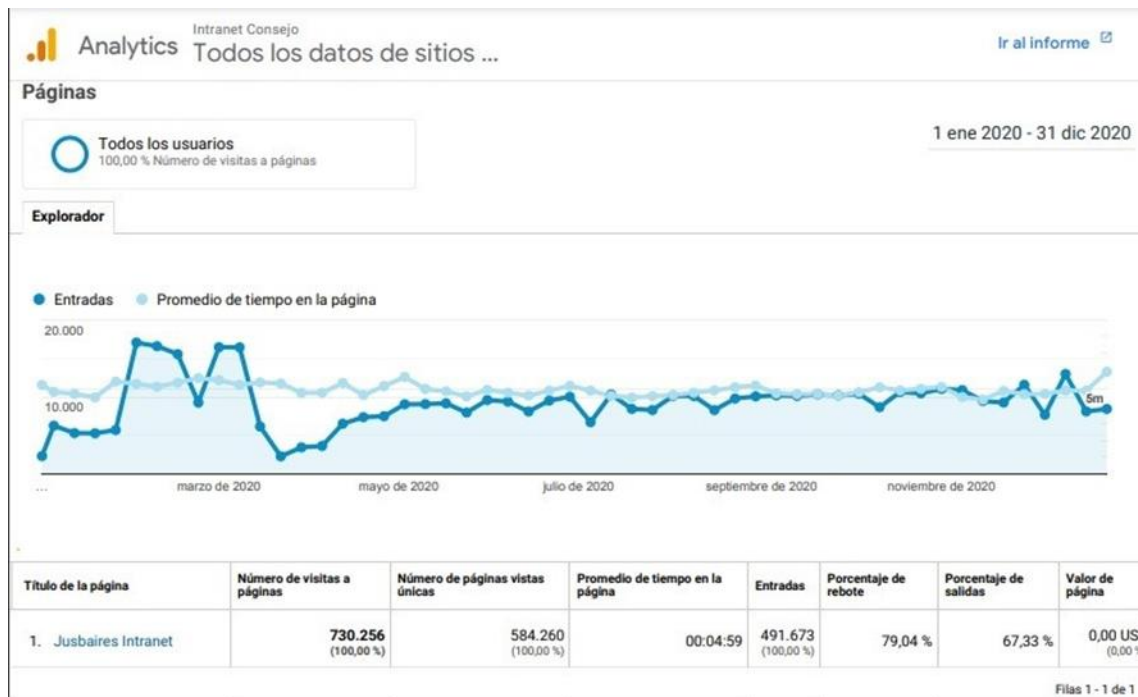 Analytics
Intranet Consejo
Todos los datos de sitios ...
Ir al informe
Páginas
Todos los usuarios
100,00 % Número de visitas a páginas
1 ene 2020 - 31 dic 2020
Explorador
Entradas
Promedio de tiempo en la página
20.000
10.000
5m
...
marzo de 2020
mayo de 2020
julio de 2020
septiembre de 2020
noviembre de 2020
Título de la página
Número de visitas a
páginas
Número de páginas vistas
únicas
Promedio de tiempo en la
página
Entradas
Porcentaje de
rebote
Porcentaje de
salidas
Valor de
página
1. Jusbaires Intranet
730.256
(100,00 %)
584.260
(100,00 %)
00:04:59
491.673
(100,00 %)
79,04 %
67,33 %
0,00 US
(0,00 %
Filas 1 - 1 de 1